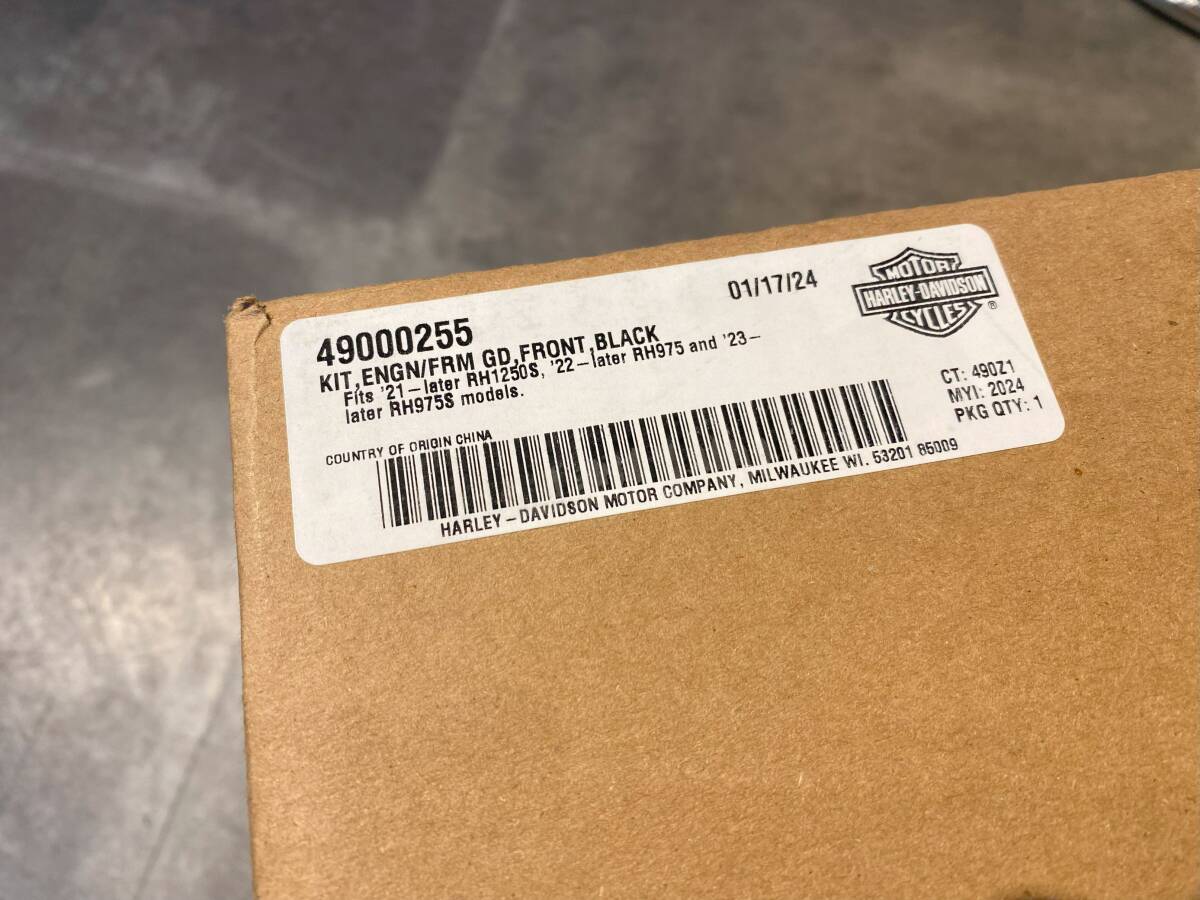 01/17/24
MOTOR
HARLEY-DAVIDSON
CYCLES
®
49000255
KIT,ENGN/FRM GD,FRONT,BLACK
Fits '21-later RH1250S, '22-later RH975 and '23-
later RH975S models.
CT: 490Z1
MYI: 2024
PKG QTY: 1
COUNTRY OF ORIGIN CHINA
HARLEY-DAVIDSON MOTOR COMPANY, MILWAUKEE WI. 53201 85009